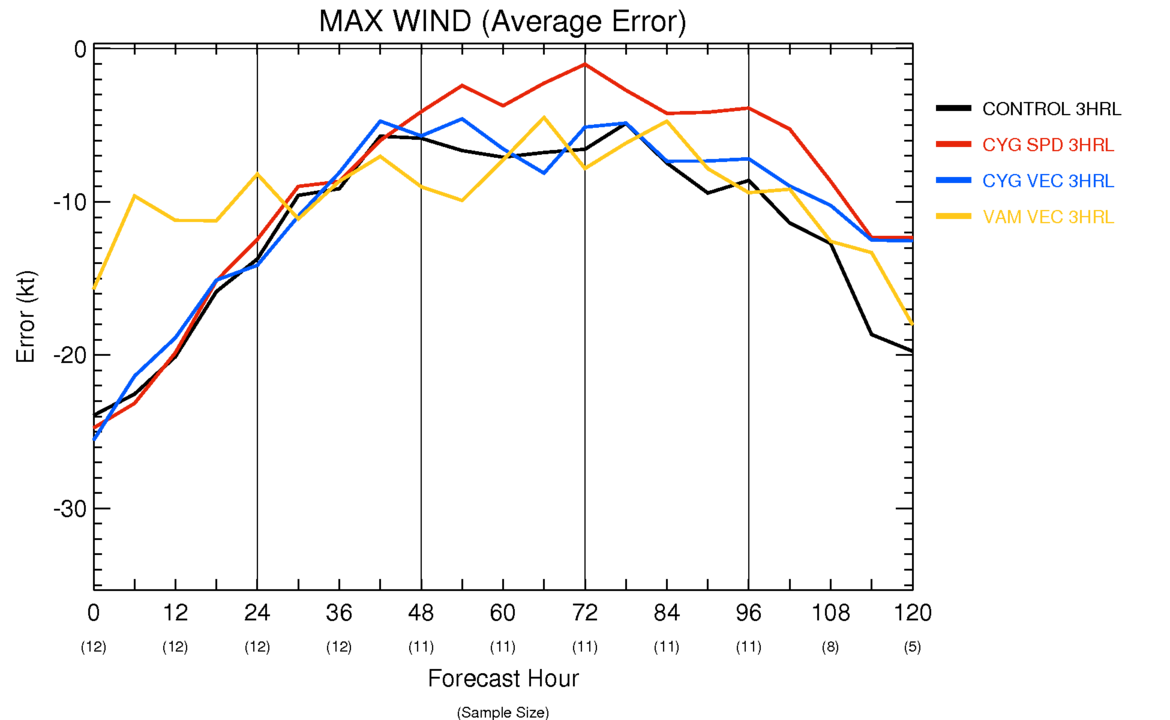 MAX WIND (Average Error)
0
-10
-20
-30
Error (kt)
CONTROL 3HRL
CYG SPD 3HRL
CYG VEC 3HRL
VAM VEC 3HRL
0 12 24 36 48 60 72 84 96 108 120
(12) (12) (12) (12) (11) (11) (11) (11) (11) (8) (5)
Forecast Hour
(Sample Size)